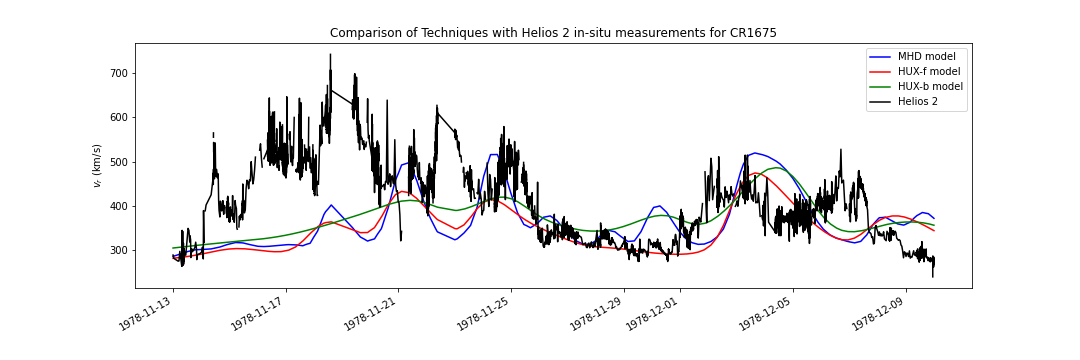 Comparison of Techniques with Helios 2 in-situ measurements for CR1675
MHD model
HUX-f model
HUX-b model
Helios 2
700
600
500
400
300
vr (km/s)
1978-11-13
1978-11-17
1978-11-21
1978-11-25
1978-11-29
1978-12-01
1978-12-05
1978-12-09